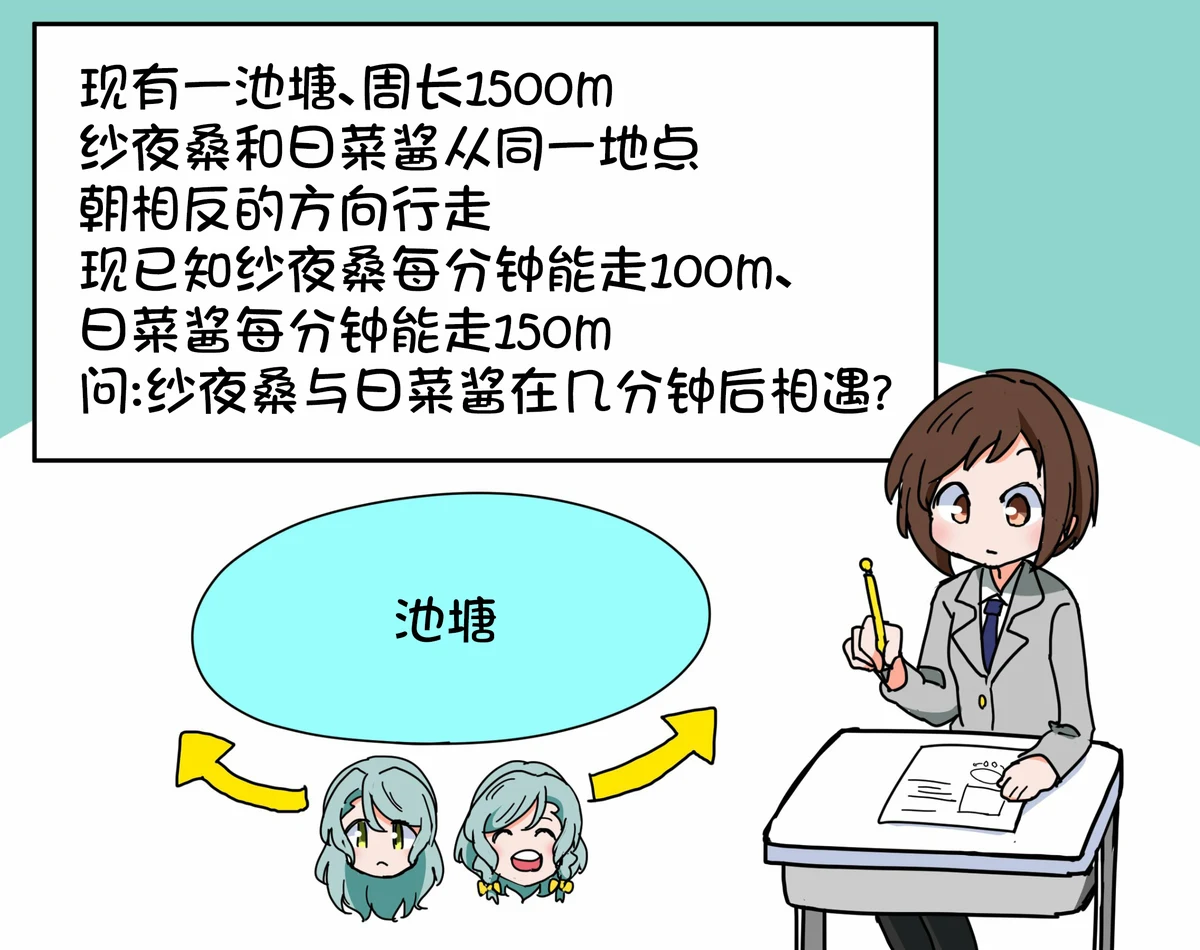 现有一池塘、周长1500m
纱夜桑和日菜酱从同一地点
朝相反的方向行走
现已知纱夜桑每分钟能走100m、
日菜酱每分钟能走150m
问:纱夜桑与日菜酱在几分钟后相遇?
池塘